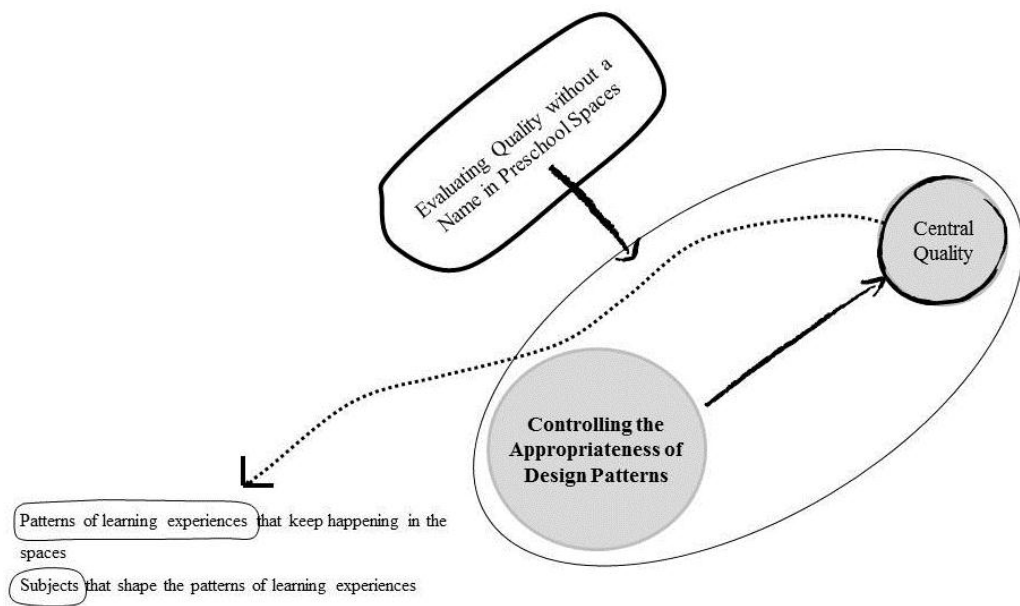 Evaluating Quality without a
Name in Preschool Spaces
Central
Quality
Controlling the
Appropriateness of
Design Patterns
Patterns of learning experiences that keep happening in the
spaces
Subjects that shape the patterns of learning experiences